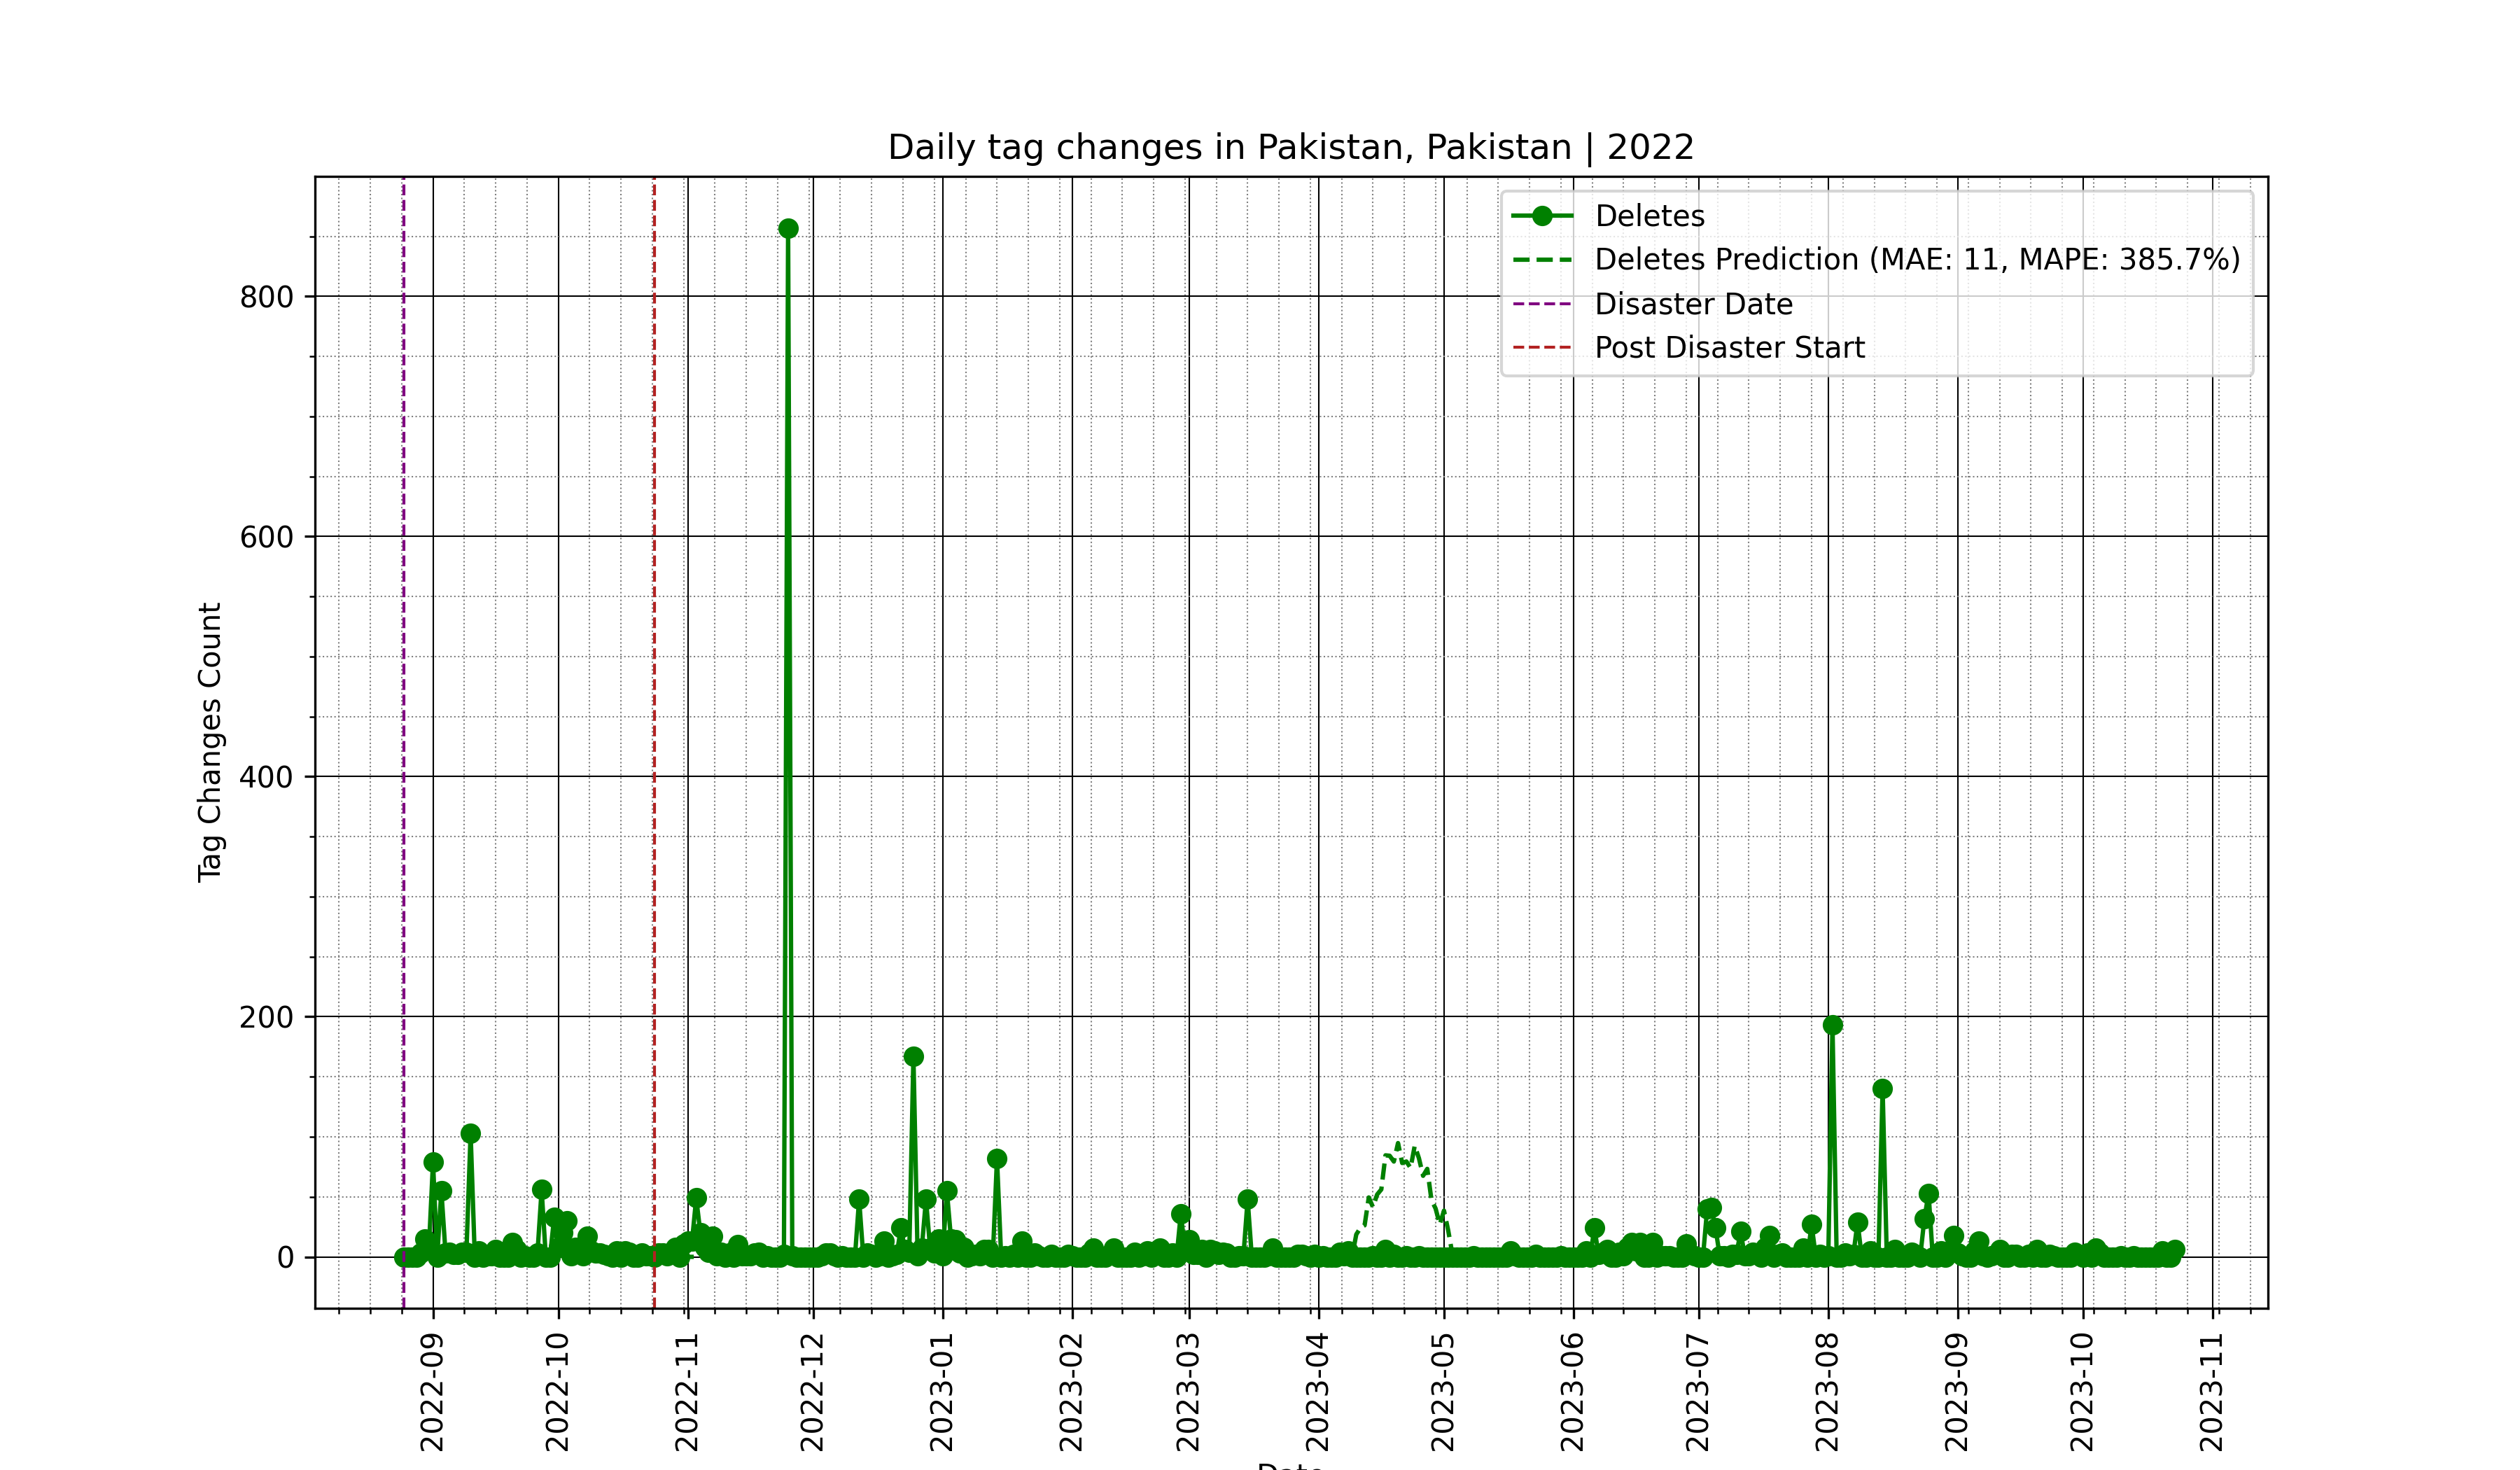 Daily tag changes in Pakistan, Pakistan | 2022
Deletes
Deletes Prediction (MAE: 11, MAPE: 385.7%)
Disaster Date
Post Disaster Start
Tag Changes Count
800
600
400
200
0
2022-09
2022-10
2022-11
2022-12
2023-01
2023-02
2023-03
2023-04
2023-05
2023-06
2023-07
2023-08
2023-09
2023-10
2023-11
Date